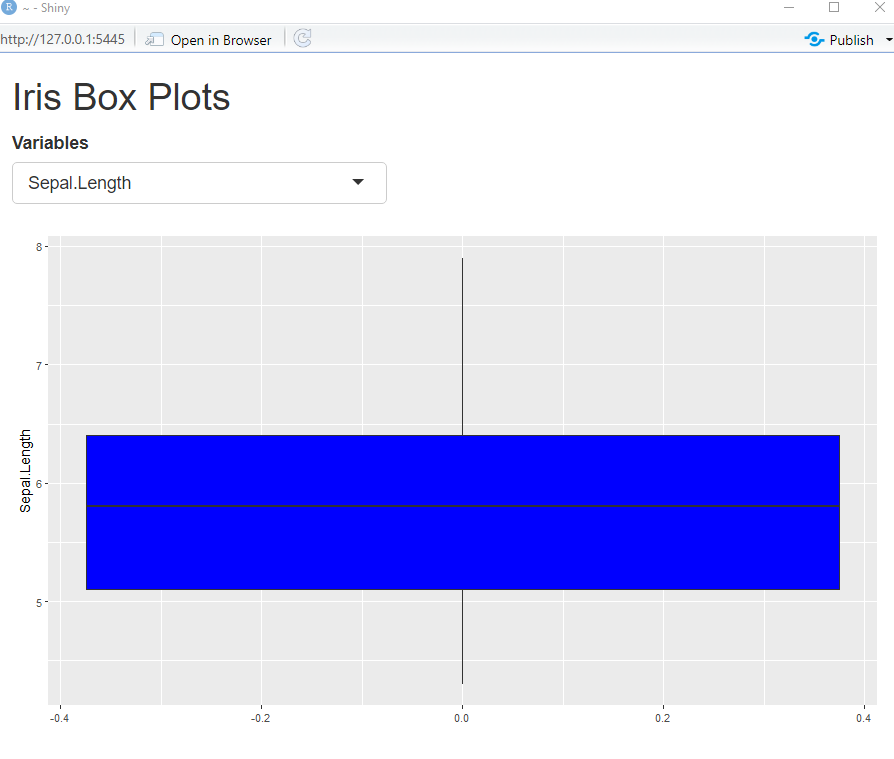 R ~ - Shiny
http://127.0.0.1:5445 Open in Browser Publish
Iris Box Plots
Variables
Sepal.Length
8
7
6
5
Sepal.Length
-0.4 -0.2 0.0 0.2 0.4